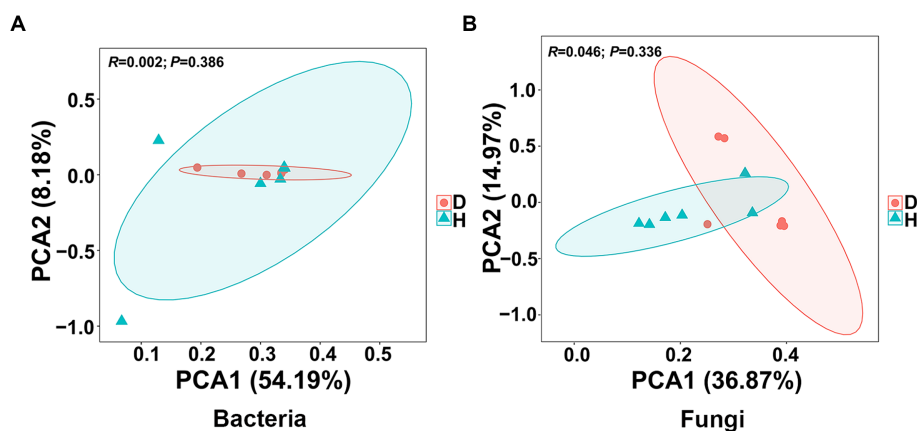 A
R=0.002; P=0.386
0.5
0.0
−0.5
−1.0
PCA2 (8.18%)
0.1 0.2 0.3 0.4 0.5
PCA1 (54.19%)
Bacteria
D
H
B
R=0.046; P=0.336
1.0
0.5
0.0
−0.5
−1.0
PCA2 (14.97%)
0.0 0.2 0.4
PCA1 (36.87%)
Fungi
D
H